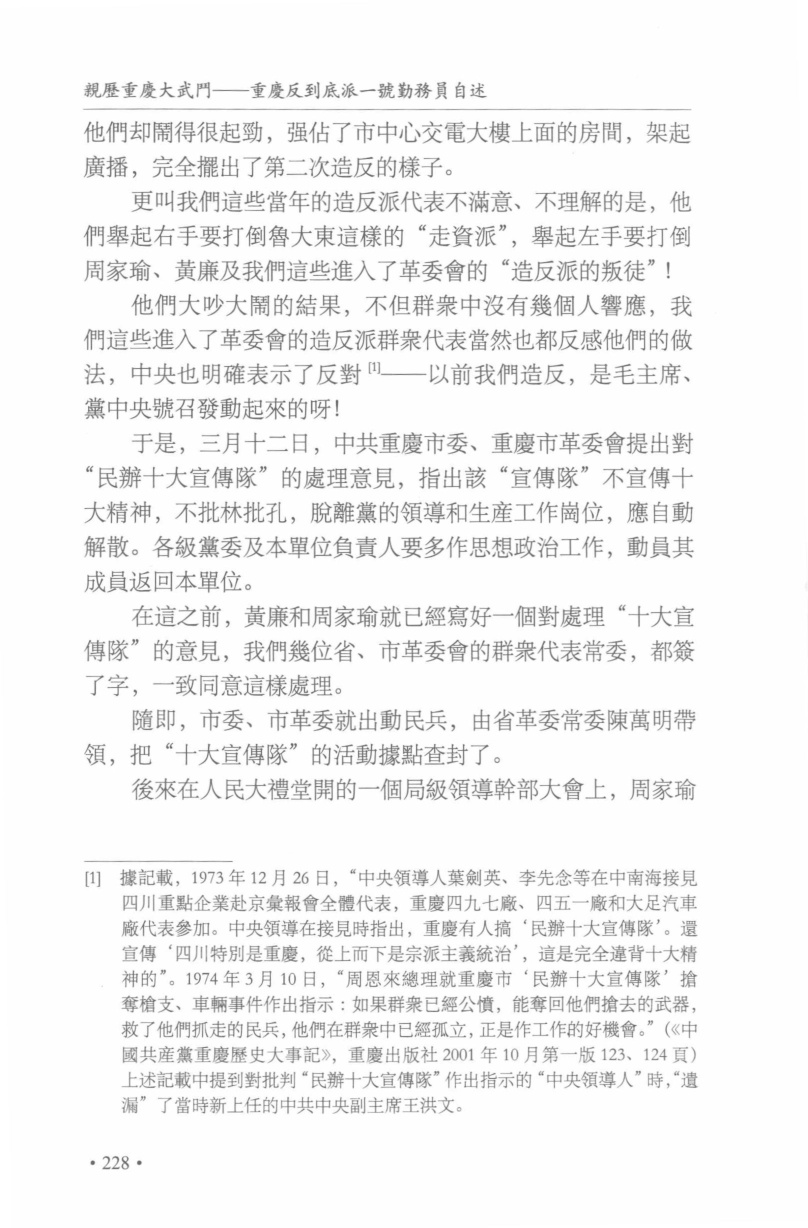 親歷重慶大武鬥——重慶反到底派一號勤務員自述
他們却鬧得很起勁，强佔了市中心交電大樓上面的房間，架起
廣播，完全擺出了第二次造反的樣子。
更叫我們這些當年的造反派代表不滿意、不理解的是，他
們舉起右手要打倒魯大東這樣的“走資派”，舉起左手要打倒
周家瑜、黃廉及我們這些進入了革委會的“造反派的叛徒”！
他們大吵大鬧的結果，不但群衆中沒有幾個人響應，我
們這些進入了革委會的造反派群衆代表當然也都反感他們的做
法，中央也明確表示了反對[1]——以前我們造反，是毛主席、
黨中央號召發動起來的呀！
于是，三月十二日，中共重慶市委、重慶市革委會提出對
“民辦十大宣傳隊”的處理意見，指出該“宣傳隊”不宣傳十
大精神，不批林批孔，脫離黨的領導和生産工作崗位，應自動
解散。各級黨委及本單位負責人要多作思想政治工作，動員其
成員返回本單位。
在這之前，黃廉和周家瑜就已經寫好一個對處理“十大宣
傳隊”的意見，我們幾位省、市革委會的群衆代表常委，都簽
了字，一致同意這樣處理。
隨即，市委、市革委就出動民兵，由省革委常委陳萬明帶
領，把“十大宣傳隊”的活動據點查封了。
後來在人民大禮堂開的一個局級領導幹部大會上，周家瑜
[1] 據記載，1973 年 12 月 26 日，“中央領導人葉劍英、李先念等在中南海接見
四川重點企業赴京彙報會全體代表，重慶四九七廠、四五一廠和大足汽車
廠代表參加。中央領導在接見時指出，重慶有人搞‘民辦十大宣傳隊’。還
宣傳‘四川特別是重慶，從上而下是宗派主義統治’，這是完全違背十大精
神的”。1974 年 3 月 10 日，“周恩來總理就重慶市‘民辦十大宣傳隊’搶
奪槍支、車輛事件作出指示：如果群衆已經公憤，能奪回他們搶去的武器，
救了他們抓走的民兵，他們在群衆中已經孤立，正是作工作的好機會。”（《中
國共産黨重慶歷史大事記》，重慶出版社 2001 年 10 月第一版 123、124 頁）
上述記載中提到對批判“民辦十大宣傳隊”作出指示的“中央領導人”時，“遺
漏”了當時新上任的中共中央副主席王洪文。
·228·